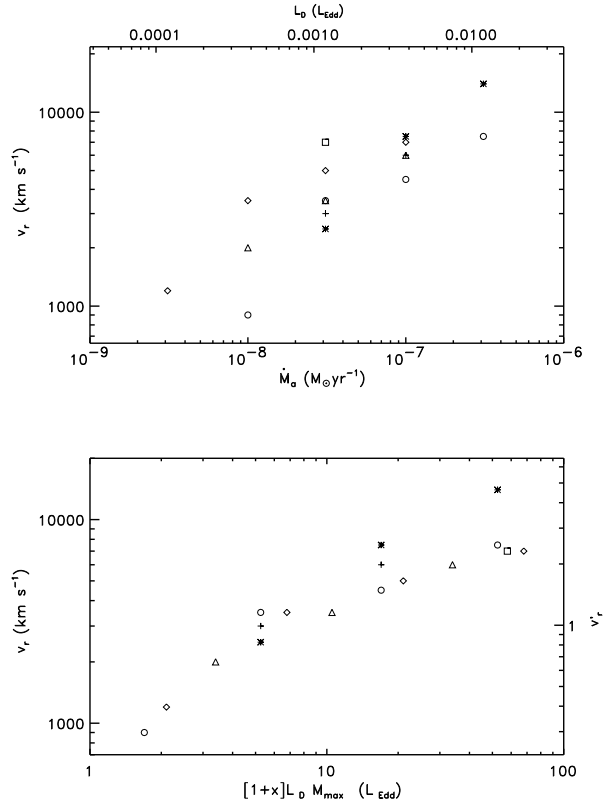 L_D (L_Edd)
0.0001 0.0010 0.0100
10000
v_r (km s⁻¹)
1000
10⁻⁹ 10⁻⁸ 10⁻⁷ 10⁻⁶
Ṁ_a (M_⊙yr⁻¹)
10000
v_r (km s⁻¹)
1 v'_r
1000
1 10 100
[1+x]L_D M_max (L_Edd)